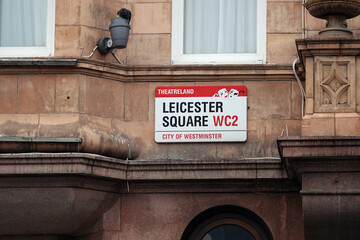 THEATRELAND
LEICESTER
SQUARE WC2
CITY OF WESTMINSTER